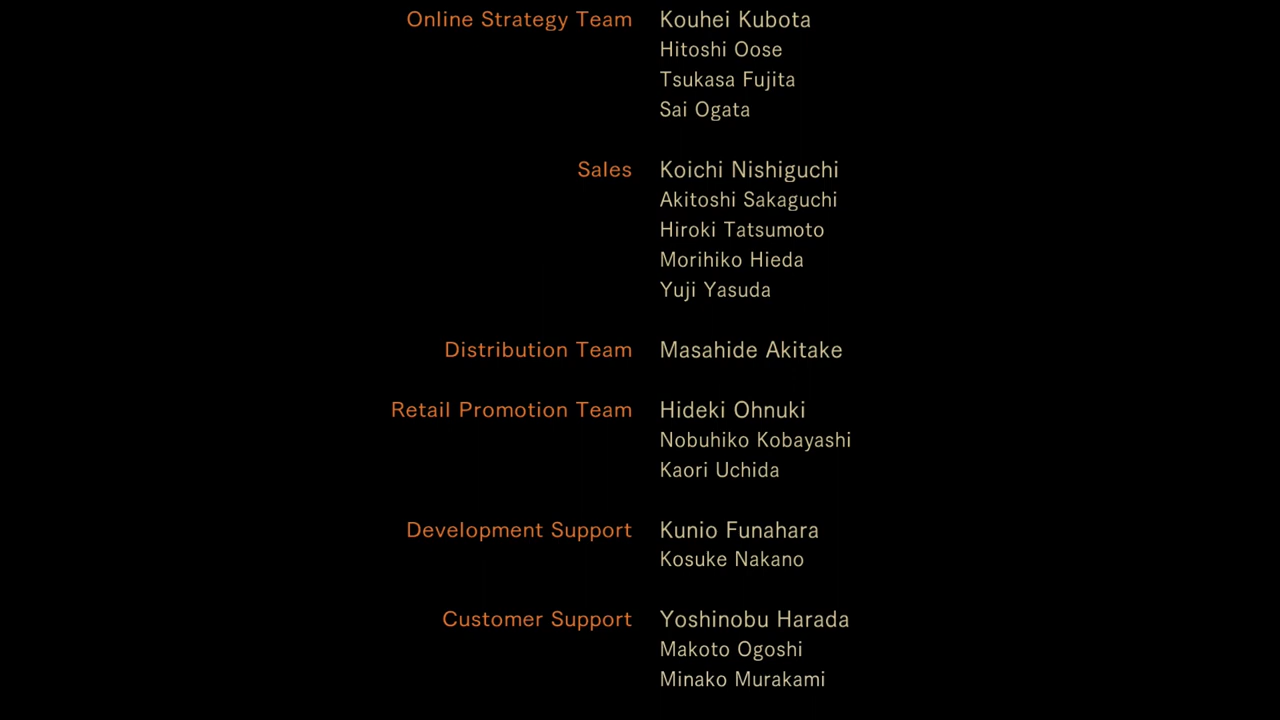 Online Strategy Team Kouhei Kubota
Hitoshi Oose
Tsukasa Fujita
Sai Ogata
Sales Koichi Nishiguchi
Akitoshi Sakaguchi
Hiroki Tatsumoto
Morihiko Hieda
Yuji Yasuda
Distribution Team Masahide Akitake
Retail Promotion Team Hideki Ohnuki
Nobuhiko Kobayashi
Kaori Uchida
Development Support Kunio Funahara
Kosuke Nakano
Customer Support Yoshinobu Harada
Makoto Ogoshi
Minako Murakami